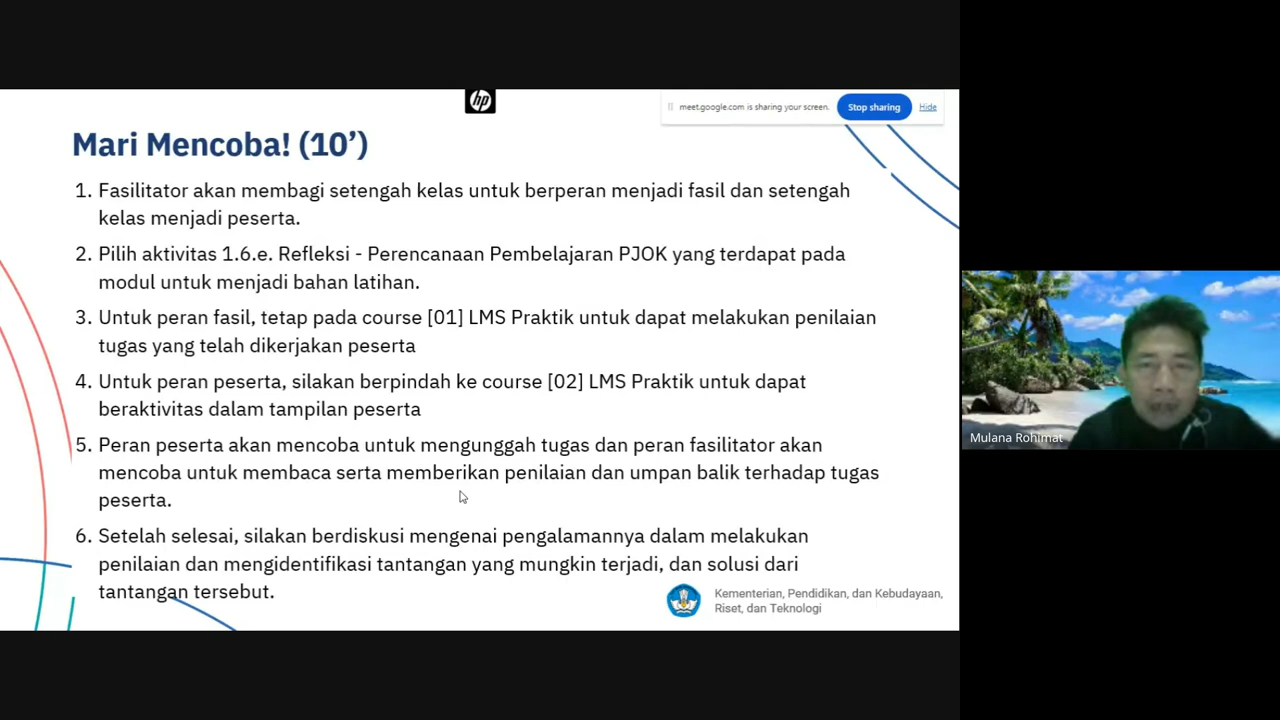 hp
meet.google.com is sharing your screen.
Stop sharing
Hide
Mari Mencoba! (10’)
1. Fasilitator akan membagi setengah kelas untuk berperan menjadi fasil dan setengah
kelas menjadi peserta.
2. Pilih aktivitas 1.6.e. Refleksi - Perencanaan Pembelajaran PJOK yang terdapat pada
modul untuk menjadi bahan latihan.
3. Untuk peran fasil, tetap pada course [01] LMS Praktik untuk dapat melakukan penilaian
tugas yang telah dikerjakan peserta
4. Untuk peran peserta, silakan berpindah ke course [02] LMS Praktik untuk dapat
beraktivitas dalam tampilan peserta
5. Peran peserta akan mencoba untuk mengunggah tugas dan peran fasilitator akan
mencoba untuk membaca serta memberikan penilaian dan umpan balik terhadap tugas
peserta.
6. Setelah selesai, silakan berdiskusi mengenai pengalamannya dalam melakukan
penilaian dan mengidentifikasi tantangan yang mungkin terjadi, dan solusi dari
tantangan tersebut.
Kementerian, Pendidikan, dan Kebudayaan,
Riset, dan Teknologi
Mulana Rohimat